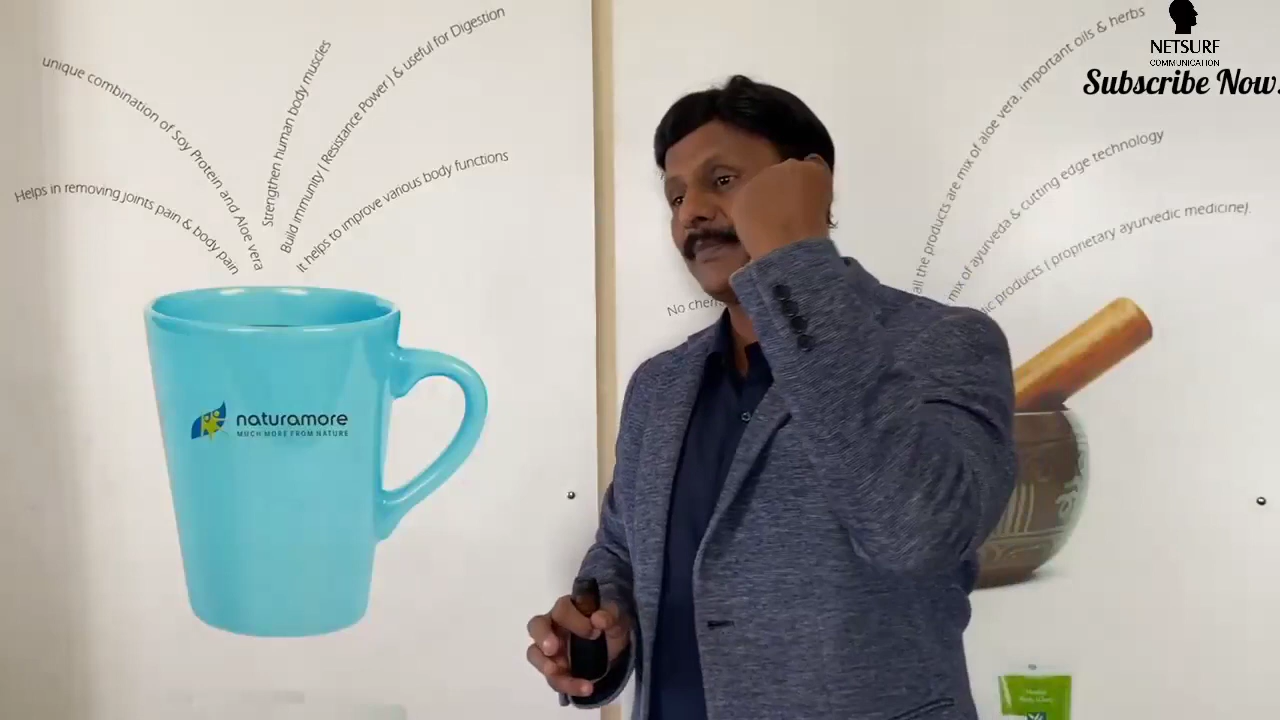 unique combination of Soy Protein and Aloe vera
Helps in removing joints pain & body pain
Strengthen human body muscles
Build immunity ( Resistance Power ) & useful for Digestion
It helps to improve various body functions
naturamore
MUCH MORE FROM NATURE
No chem
all the products are mix of aloe vera, important oils & herbs
mix of ayurveda & cutting edge technology
products ( proprietary ayurvedic medicine).
NETSURF
COMMUNICATION
Subscribe Now